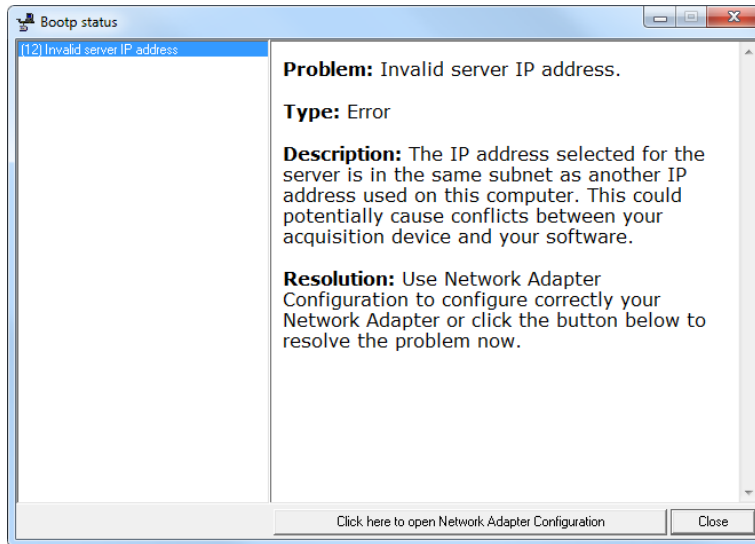 Bootp status
(12) Invalid server IP address
Problem: Invalid server IP address.
Type: Error
Description: The IP address selected for the
server is in the same subnet as another IP
address used on this computer. This could
potentially cause conflicts between your
acquisition device and your software.
Resolution: Use Network Adapter
Configuration to configure correctly your
Network Adapter or click the button below to
resolve the problem now.
Click here to open Network Adapter Configuration
Close